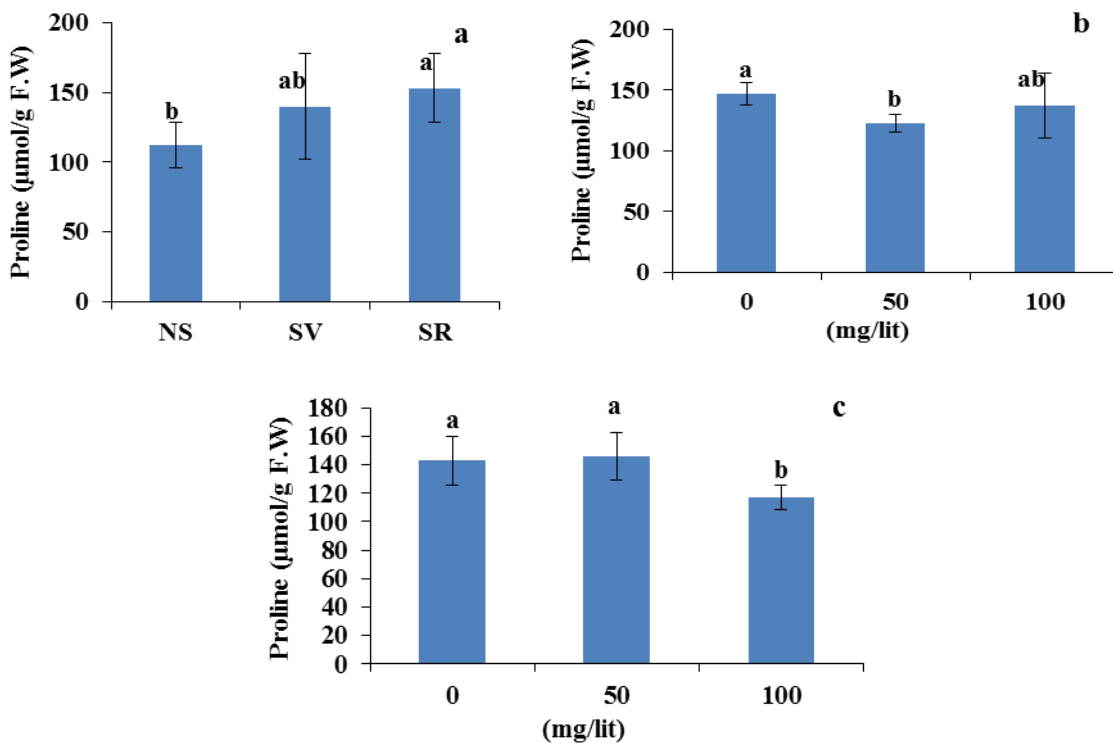 Proline (µmol/g F.W)
200
150
100
50
0
a
b
ab
a
NS SV SR
Proline (µmol/g F.W)
200
150
100
50
0
b
a
b
ab
0 50 100
(mg/lit)
Proline (µmol/g F.W)
180
160
140
120
100
80
60
40
20
0
c
a
a
b
0 50 100
(mg/lit)